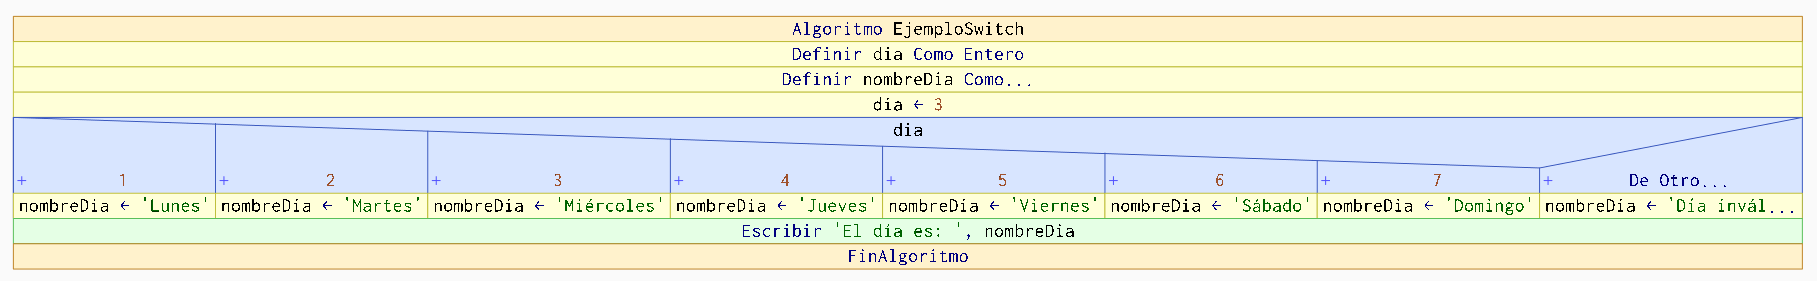 Algoritmo EjemploSwitch
Definir dia Como Entero
Definir nombreDia Como...
dia ← 3
dia
+ 1 + 2 + 3 + 4 + 5 + 6 + 7 + De Otro...
nombreDia ← 'Lunes' nombreDia ← 'Martes' nombreDia ← 'Miércoles' nombreDia ← 'Jueves' nombreDia ← 'Viernes' nombreDia ← 'Sábado' nombreDia ← 'Domingo' nombreDia ← 'Día invál...
Escribir 'El día es: ', nombreDia
FinAlgoritmo